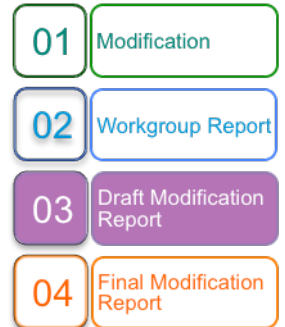 01 Modification
02 Workgroup Report
03 Draft Modification
Report
04 Final Modification
Report